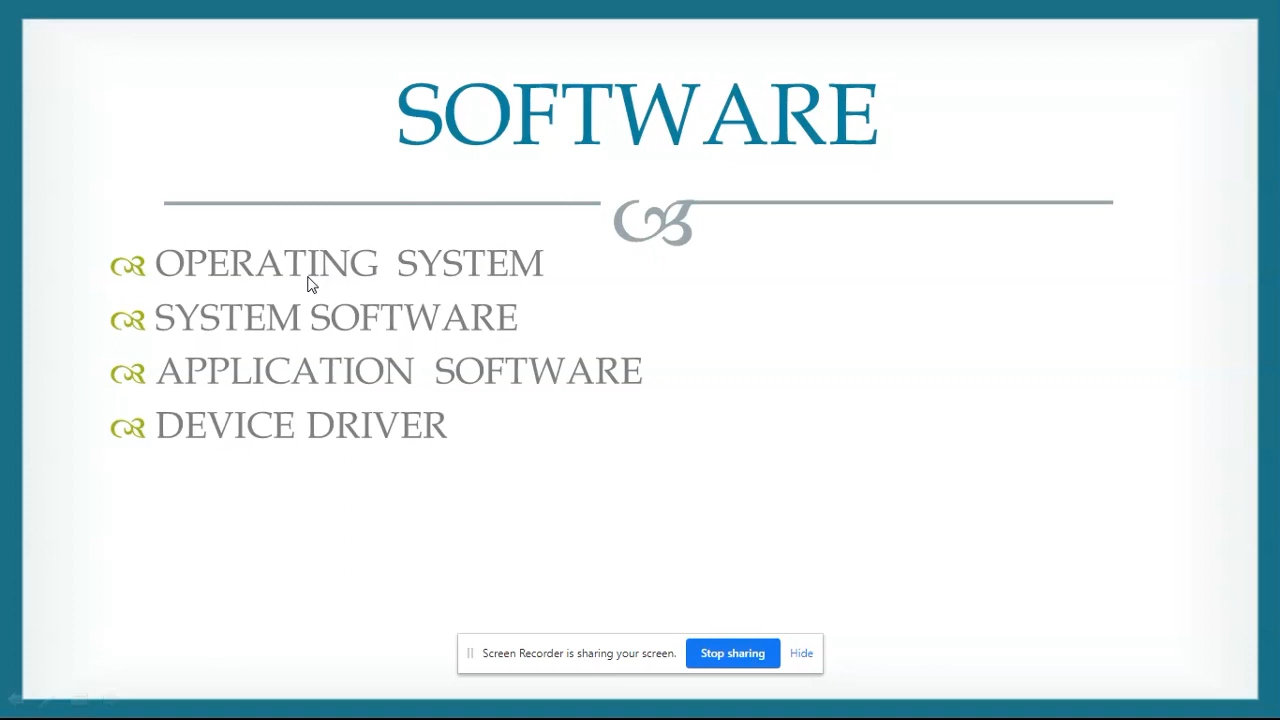 SOFTWARE
OPERATING SYSTEM
SYSTEM SOFTWARE
APPLICATION SOFTWARE
DEVICE DRIVER
Screen Recorder is sharing your screen. Stop sharing Hide